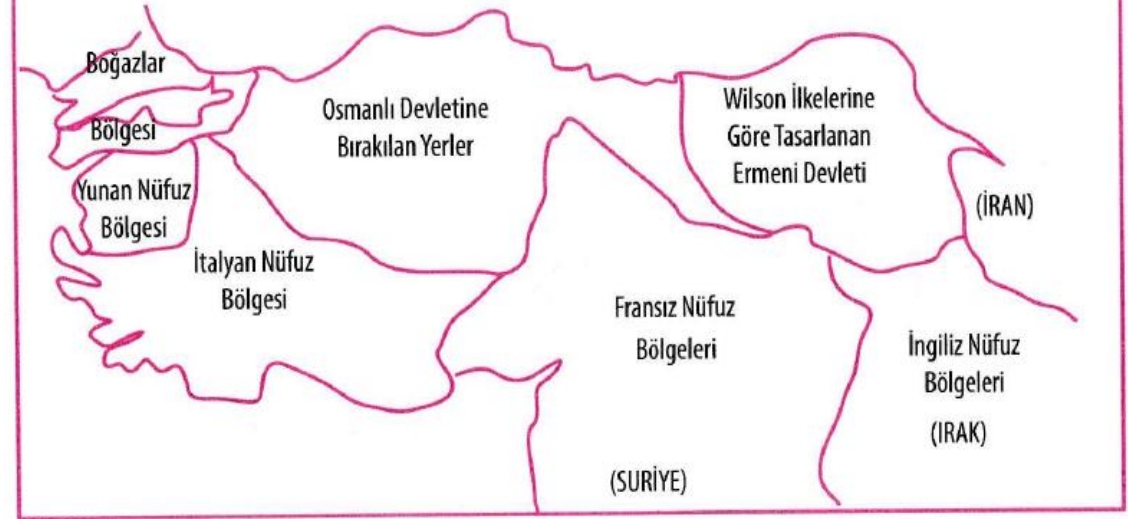 Boğazlar
Bölgesi
Osmanlı Devletine
Bırakılan Yerler
Wilson İlkelerine
Göre Tasarlanan
Ermeni Devleti
Yunan Nüfuz
Bölgesi
(İRAN)
İtalyan Nüfuz
Bölgesi
Fransız Nüfuz
Bölgeleri
İngiliz Nüfuz
Bölgeleri
(IRAK)
(SURİYE)